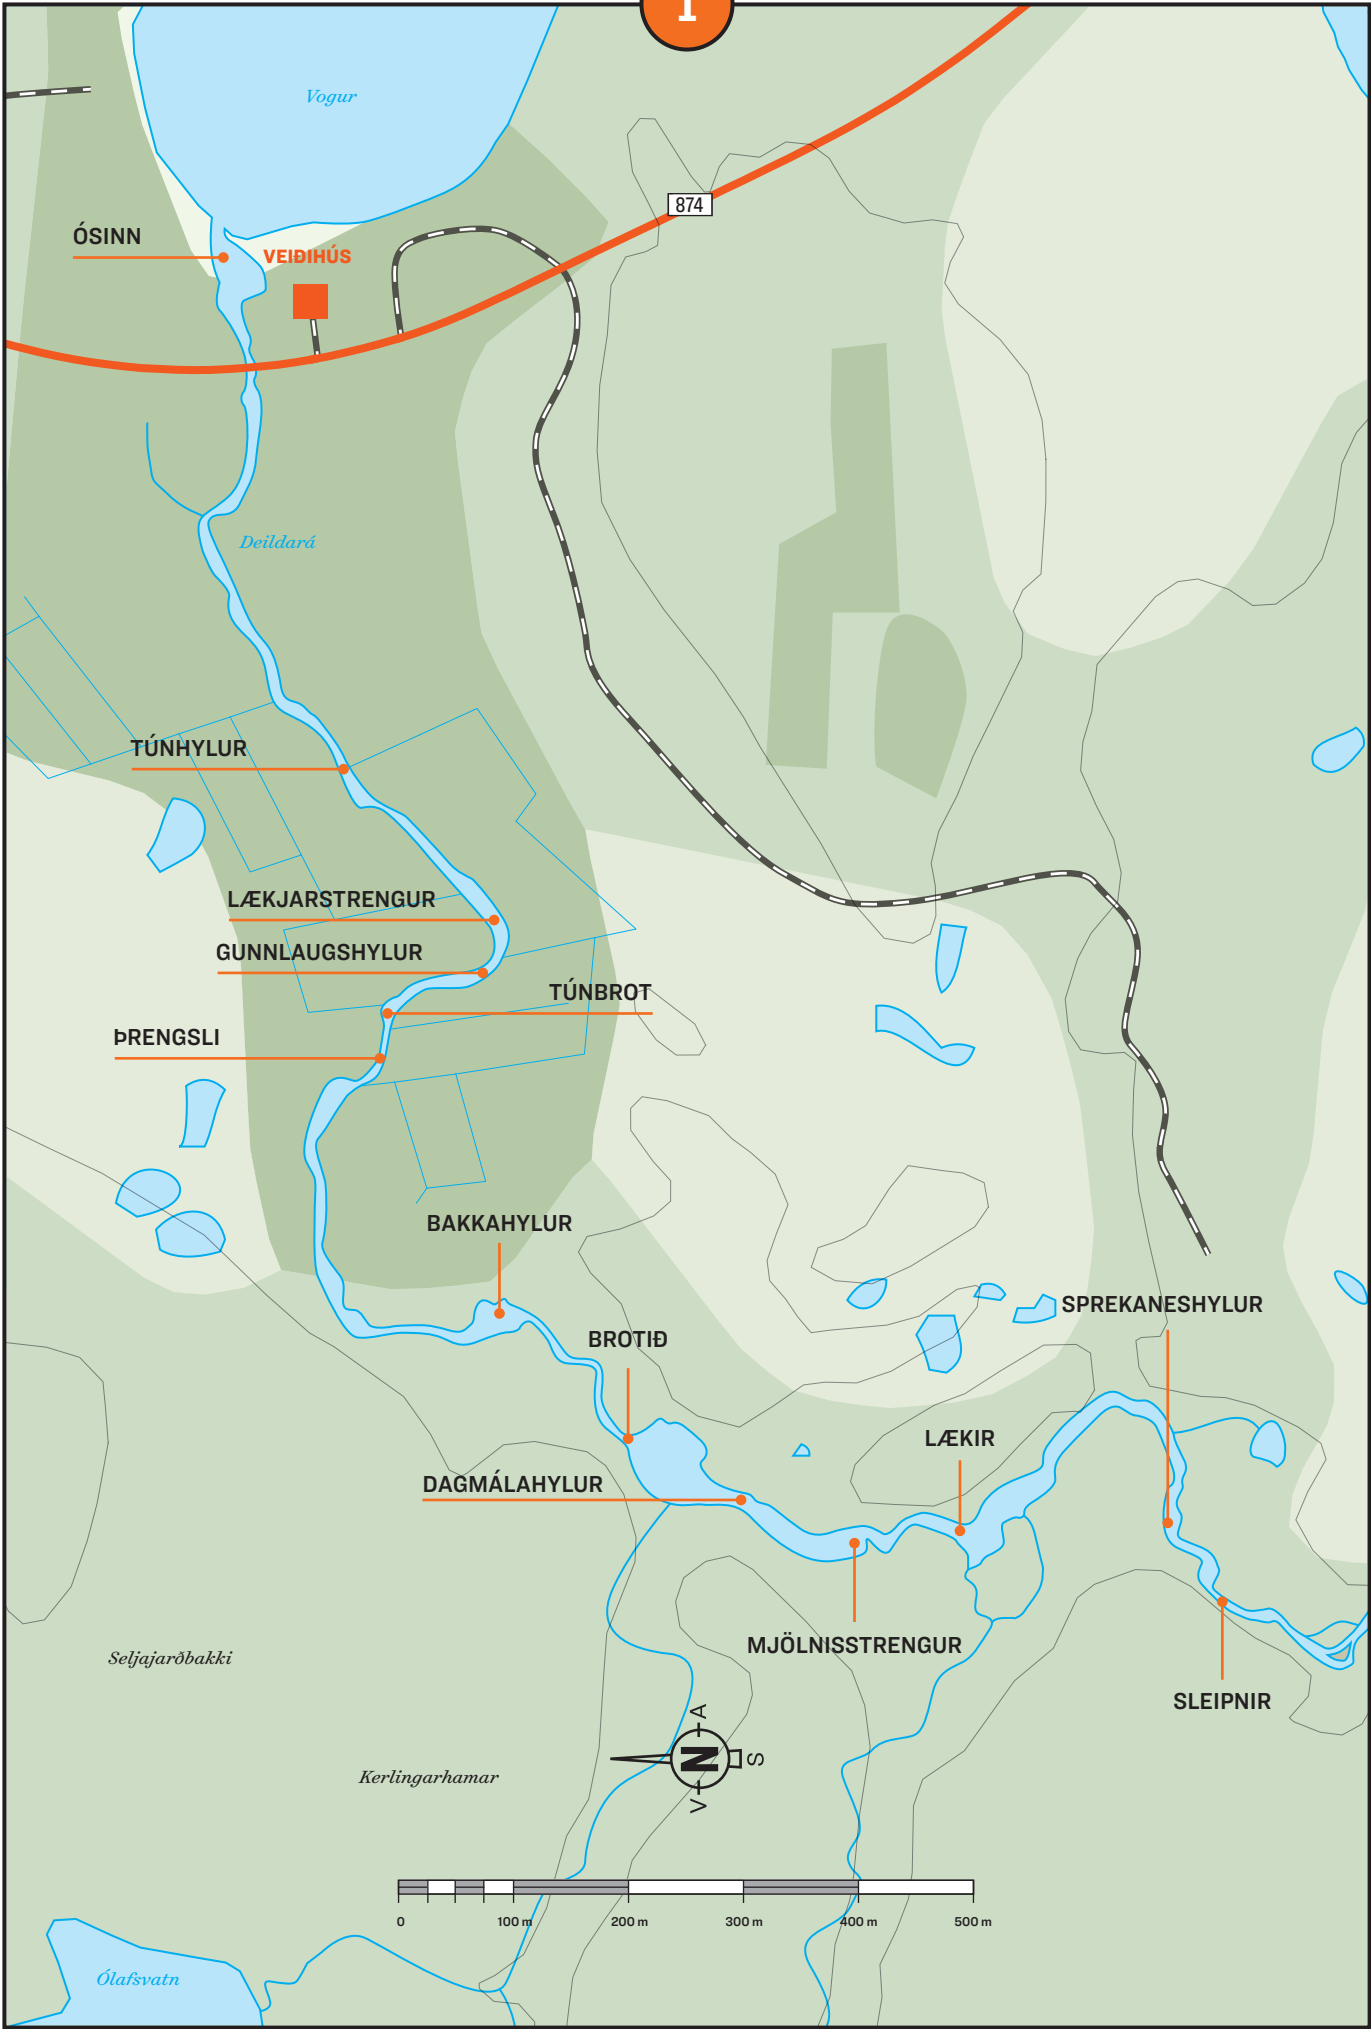 1
Vogur
874
ÓSINN
VEIÐIHÚS
Deildará
TÚNHYLUR
LÆKJARSTRENGUR
GUNNLAUGSHYLUR
TÚNBROT
ÞRENGSLI
BAKKAHYLUR
SPREKANESHYLUR
BROTIÐ
LÆKIR
DAGMÁLAHYLUR
MJÖLNISSTRENGUR
Seljajarðbakki
SLEIPNIR
A
N
S
V
Kerlingarhamar
0 100 m 200 m 300 m 400 m 500 m
Ólafsvatn